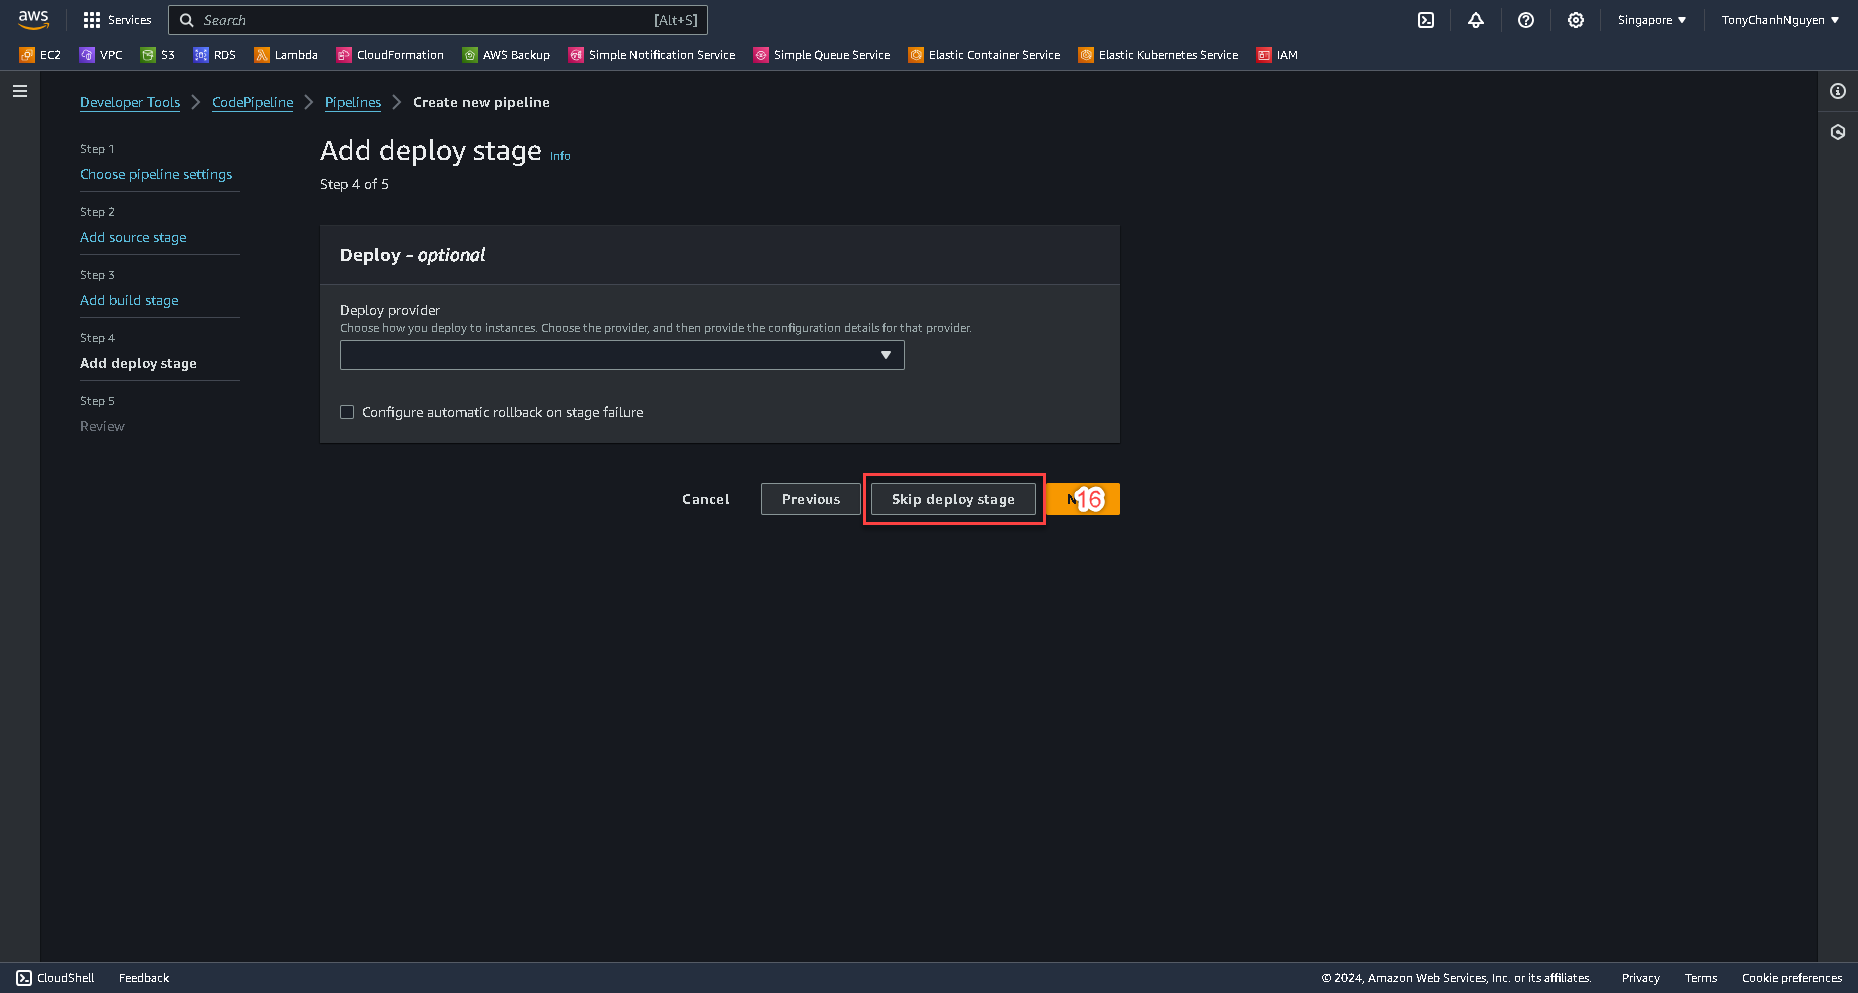 aws
Services
Search
[Alt+S]
Singapore
TonyChanhNguyen
EC2
VPC
S3
RDS
Lambda
CloudFormation
AWS Backup
Simple Notification Service
Simple Queue Service
Elastic Container Service
Elastic Kubernetes Service
IAM
Developer Tools
CodePipeline
Pipelines
Create new pipeline
Step 1
Choose pipeline settings
Step 2
Add source stage
Step 3
Add build stage
Step 4
Add deploy stage
Step 5
Review
Add deploy stage Info
Step 4 of 5
Deploy - optional
Deploy provider
Choose how you deploy to instances. Choose the provider, and then provide the configuration details for that provider.
Configure automatic rollback on stage failure
Cancel
Previous
Skip deploy stage
16
CloudShell
Feedback
© 2024, Amazon Web Services, Inc. or its affiliates.
Privacy
Terms
Cookie preferences